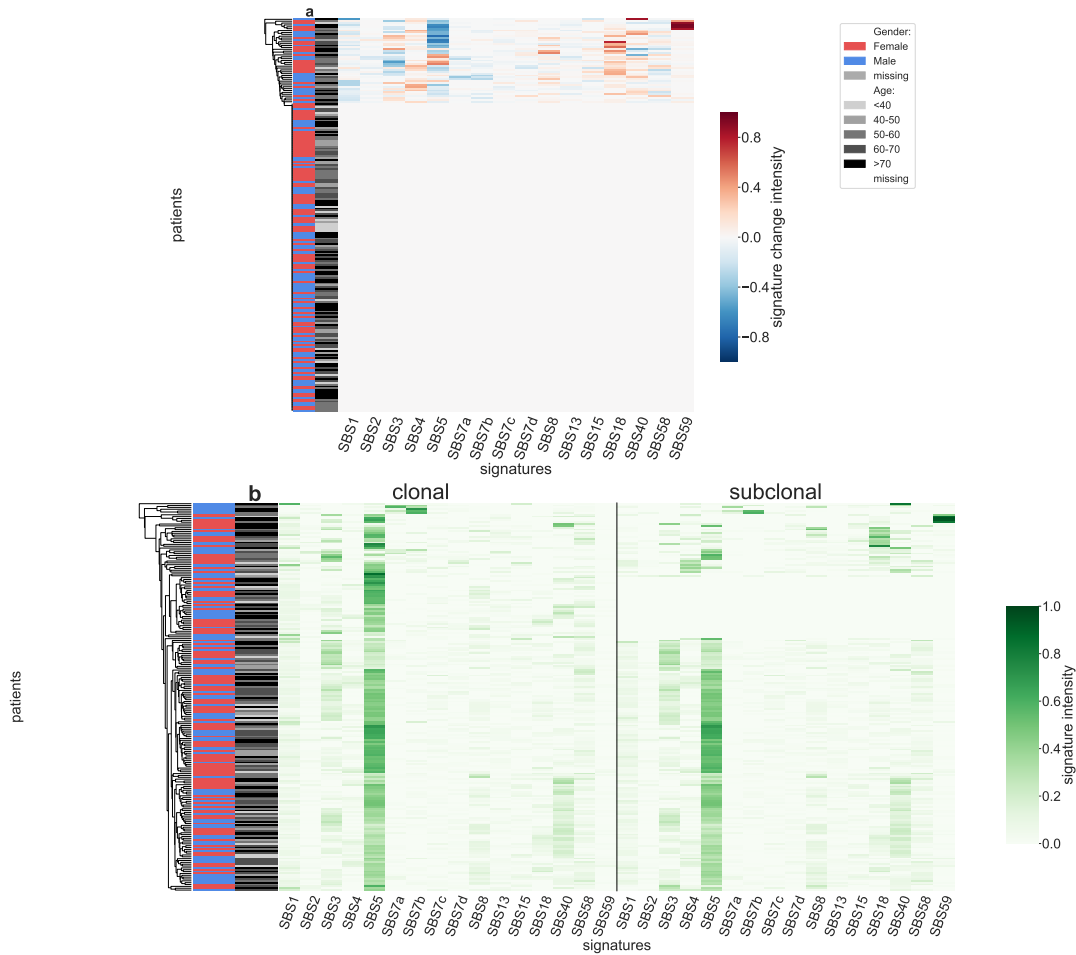 a
Gender:
Female
Male
missing
Age:
<40
40-50
50-60
60-70
>70
missing
patients
0.8
0.4
0.0
−0.4
−0.8
signature change intensity
SBS1 SBS2 SBS3 SBS4 SBS5 SBS7a SBS7b SBS7c SBS7d SBS8 SBS13 SBS15 SBS18 SBS40 SBS58 SBS59
signatures
b clonal subclonal
patients
1.0
0.8
0.6
0.4
0.2
0.0
signature intensity
SBS1 SBS2 SBS3 SBS4 SBS5 SBS7a SBS7b SBS7c SBS7d SBS8 SBS13 SBS15 SBS18 SBS40 SBS58 SBS59 SBS1 SBS2 SBS3 SBS4 SBS5 SBS7a SBS7b SBS7c SBS7d SBS8 SBS13 SBS15 SBS18 SBS40 SBS58 SBS59
signatures signatures